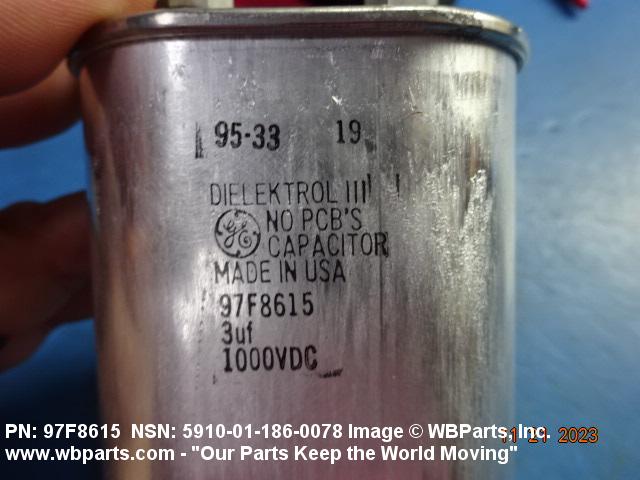 95-33 19
DIELEKTROL III
GE NO PCB'S
CAPACITOR
MADE IN USA
97F8615
3uf
1000VDC
PN: 97F8615 NSN: 5910-01-186-0078 Image © WBParts, Inc.
11 21 2023
www.wbparts.com - "Our Parts Keep the World Moving"